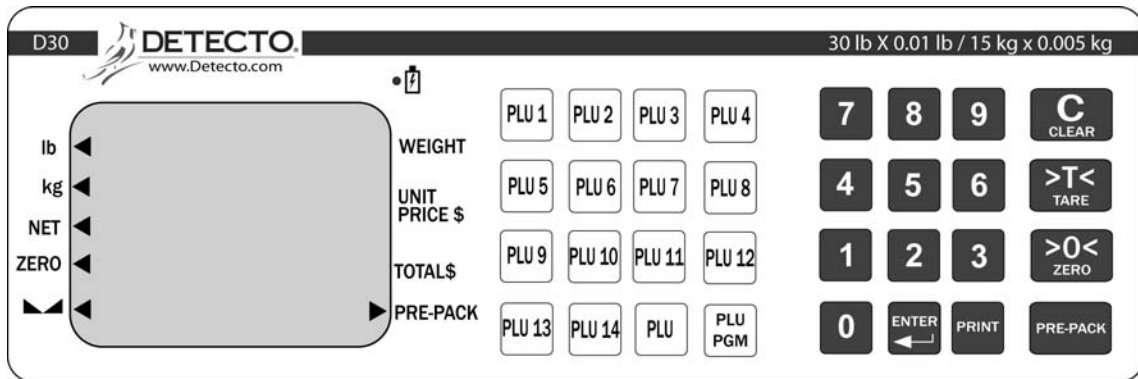 D30
DETECTO.
www.Detecto.com
30 lb X 0.01 lb / 15 kg x 0.005 kg
lb
kg
NET
ZERO
WEIGHT
UNIT
PRICE $
TOTAL$
PRE-PACK
PLU 1 PLU 2 PLU 3 PLU 4
PLU 5 PLU 6 PLU 7 PLU 8
PLU 9 PLU 10 PLU 11 PLU 12
PLU 13 PLU 14 PLU PLU
PGM
7 8 9 C
CLEAR
4 5 6 >T<
TARE
1 2 3 >0<
ZERO
0 ENTER PRINT PRE-PACK